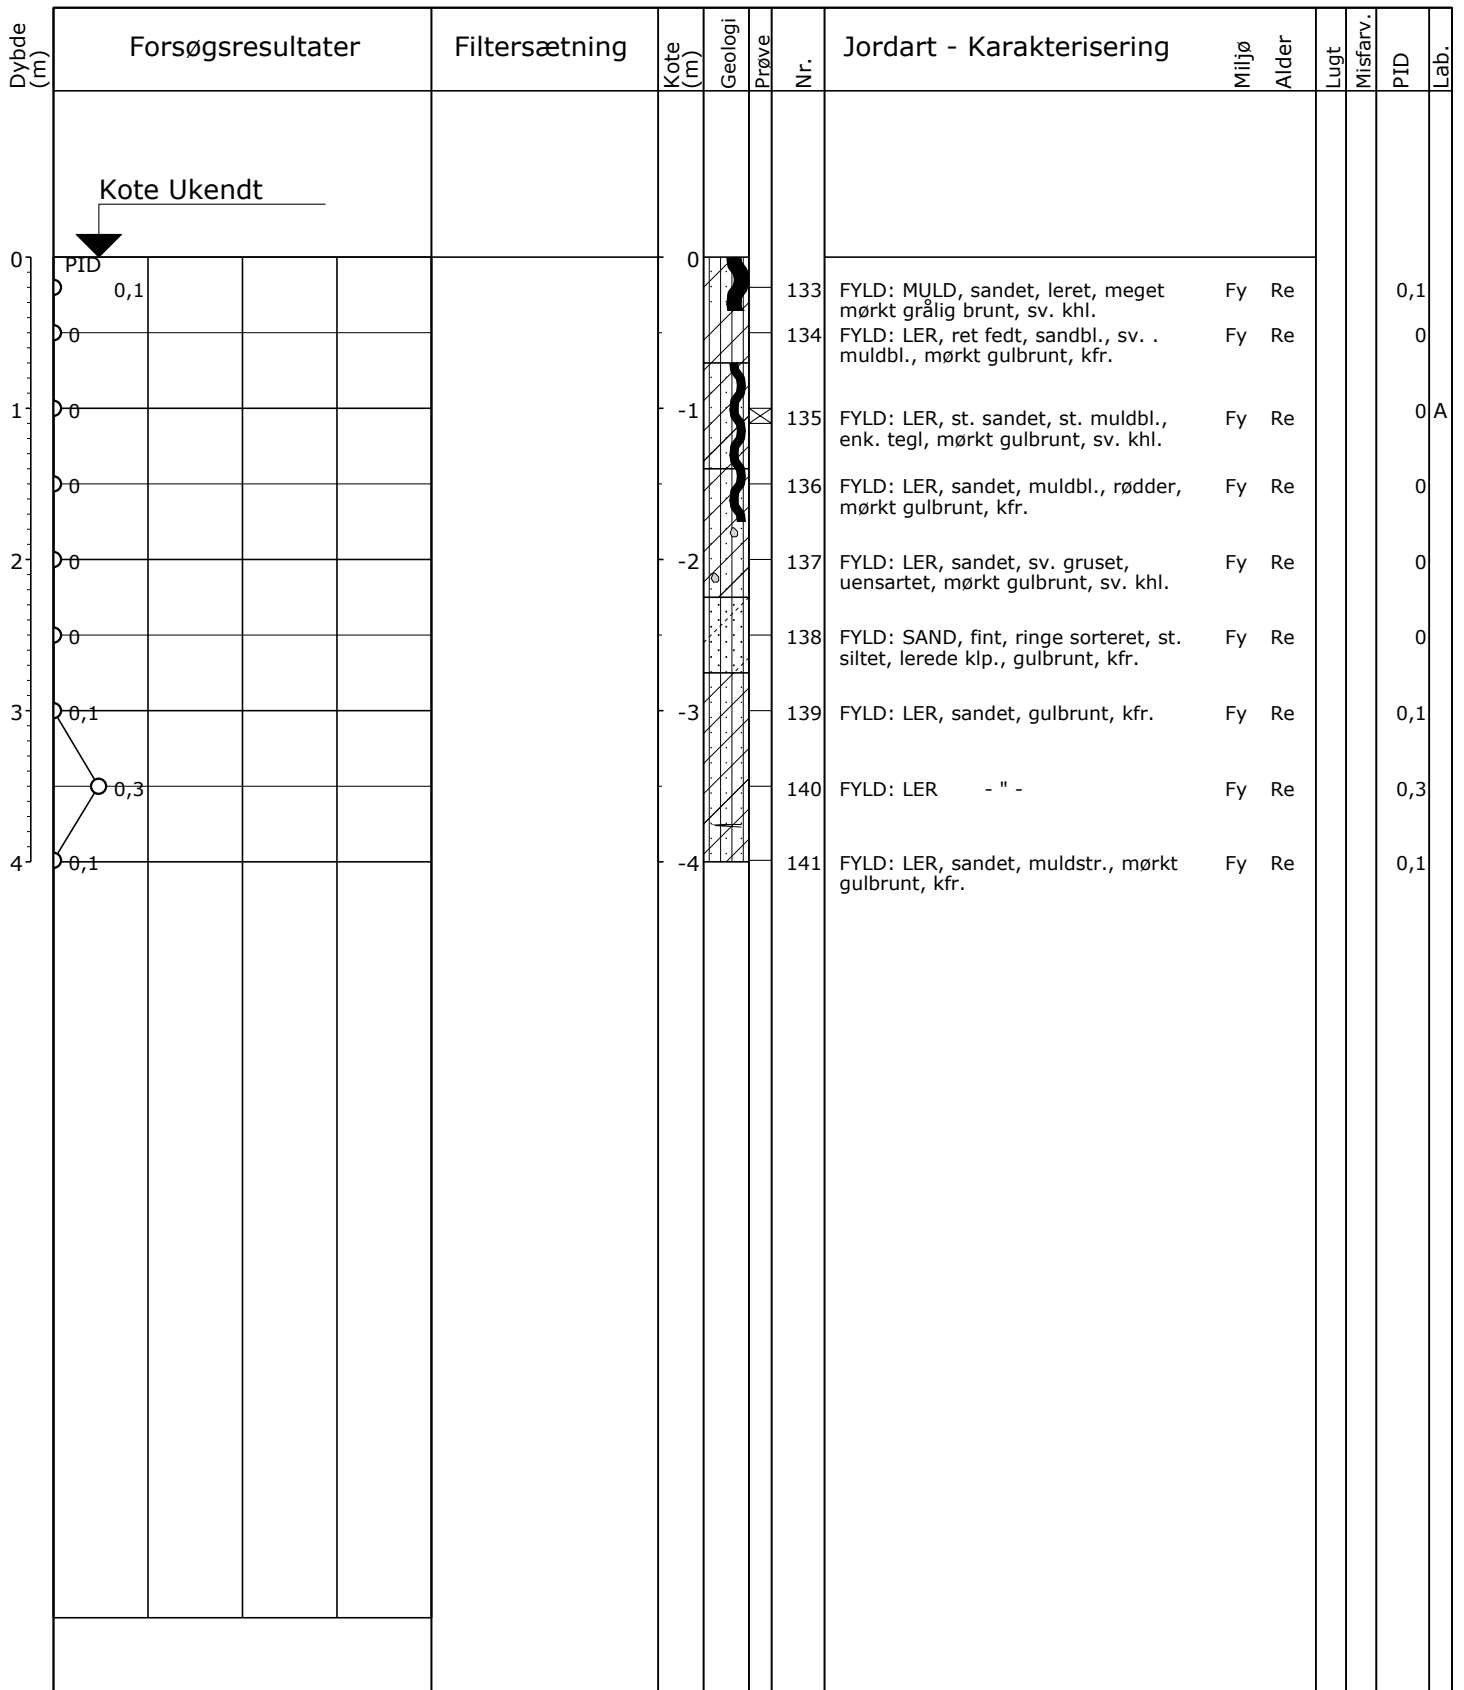 Dybde (m)
Forsøgsresultater
Filtersætning
Kote (m)
Geologi
Prøve
Nr.
Jordart - Karakterisering
Miljø
Alder
Lugt
Misfarv.
PID
Lab.
Kote Ukendt
0
PID
0
0,1
133 FYLD: MULD, sandet, leret, meget Fy Re 0,1
mørkt grålig brunt, sv. khl.
0 134 FYLD: LER, ret fedt, sandbl., sv. . Fy Re 0
muldbl., mørkt gulbrunt, kfr.
1 0 -1 135 FYLD: LER, st. sandet, st. muldbl., Fy Re 0 A
enk. tegl, mørkt gulbrunt, sv. khl.
0 136 FYLD: LER, sandet, muldbl., rødder, Fy Re 0
mørkt gulbrunt, kfr.
2 0 -2 137 FYLD: LER, sandet, sv. gruset, Fy Re 0
uensartet, mørkt gulbrunt, sv. khl.
0 138 FYLD: SAND, fint, ringe sorteret, st. Fy Re 0
siltet, lerede klp., gulbrunt, kfr.
3 0,1 -3 139 FYLD: LER, sandet, gulbrunt, kfr. Fy Re 0,1
0,3 140 FYLD: LER - " - Fy Re 0,3
4 0,1 -4 141 FYLD: LER, sandet, muldstr., mørkt Fy Re 0,1
gulbrunt, kfr.